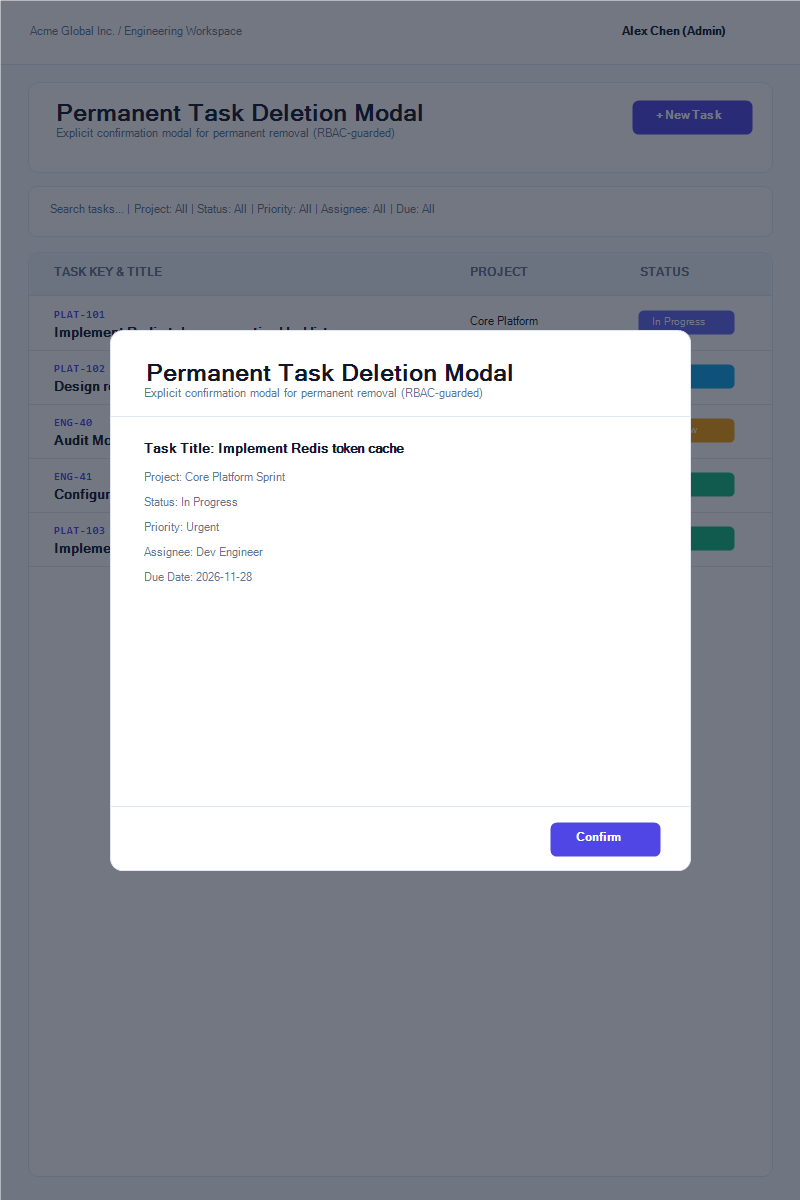 Acme Global Inc. / Engineering Workspace
Alex Chen (Admin)
Permanent Task Deletion Modal
Explicit confirmation modal for permanent removal (RBAC-guarded)
+ New Task
Search tasks... | Project: All | Status: All | Priority: All | Assignee: All | Due: All
TASK KEY & TITLE
PROJECT
STATUS
PLAT-101
Core Platform
In Progress
PLAT-102
Design
ENG-40
Audit
ENG-41
PLAT-103
Permanent Task Deletion Modal
Explicit confirmation modal for permanent removal (RBAC-guarded)
Task Title: Implement Redis token cache
Project: Core Platform Sprint
Status: In Progress
Priority: Urgent
Assignee: Dev Engineer
Due Date: 2026-11-28
Confirm